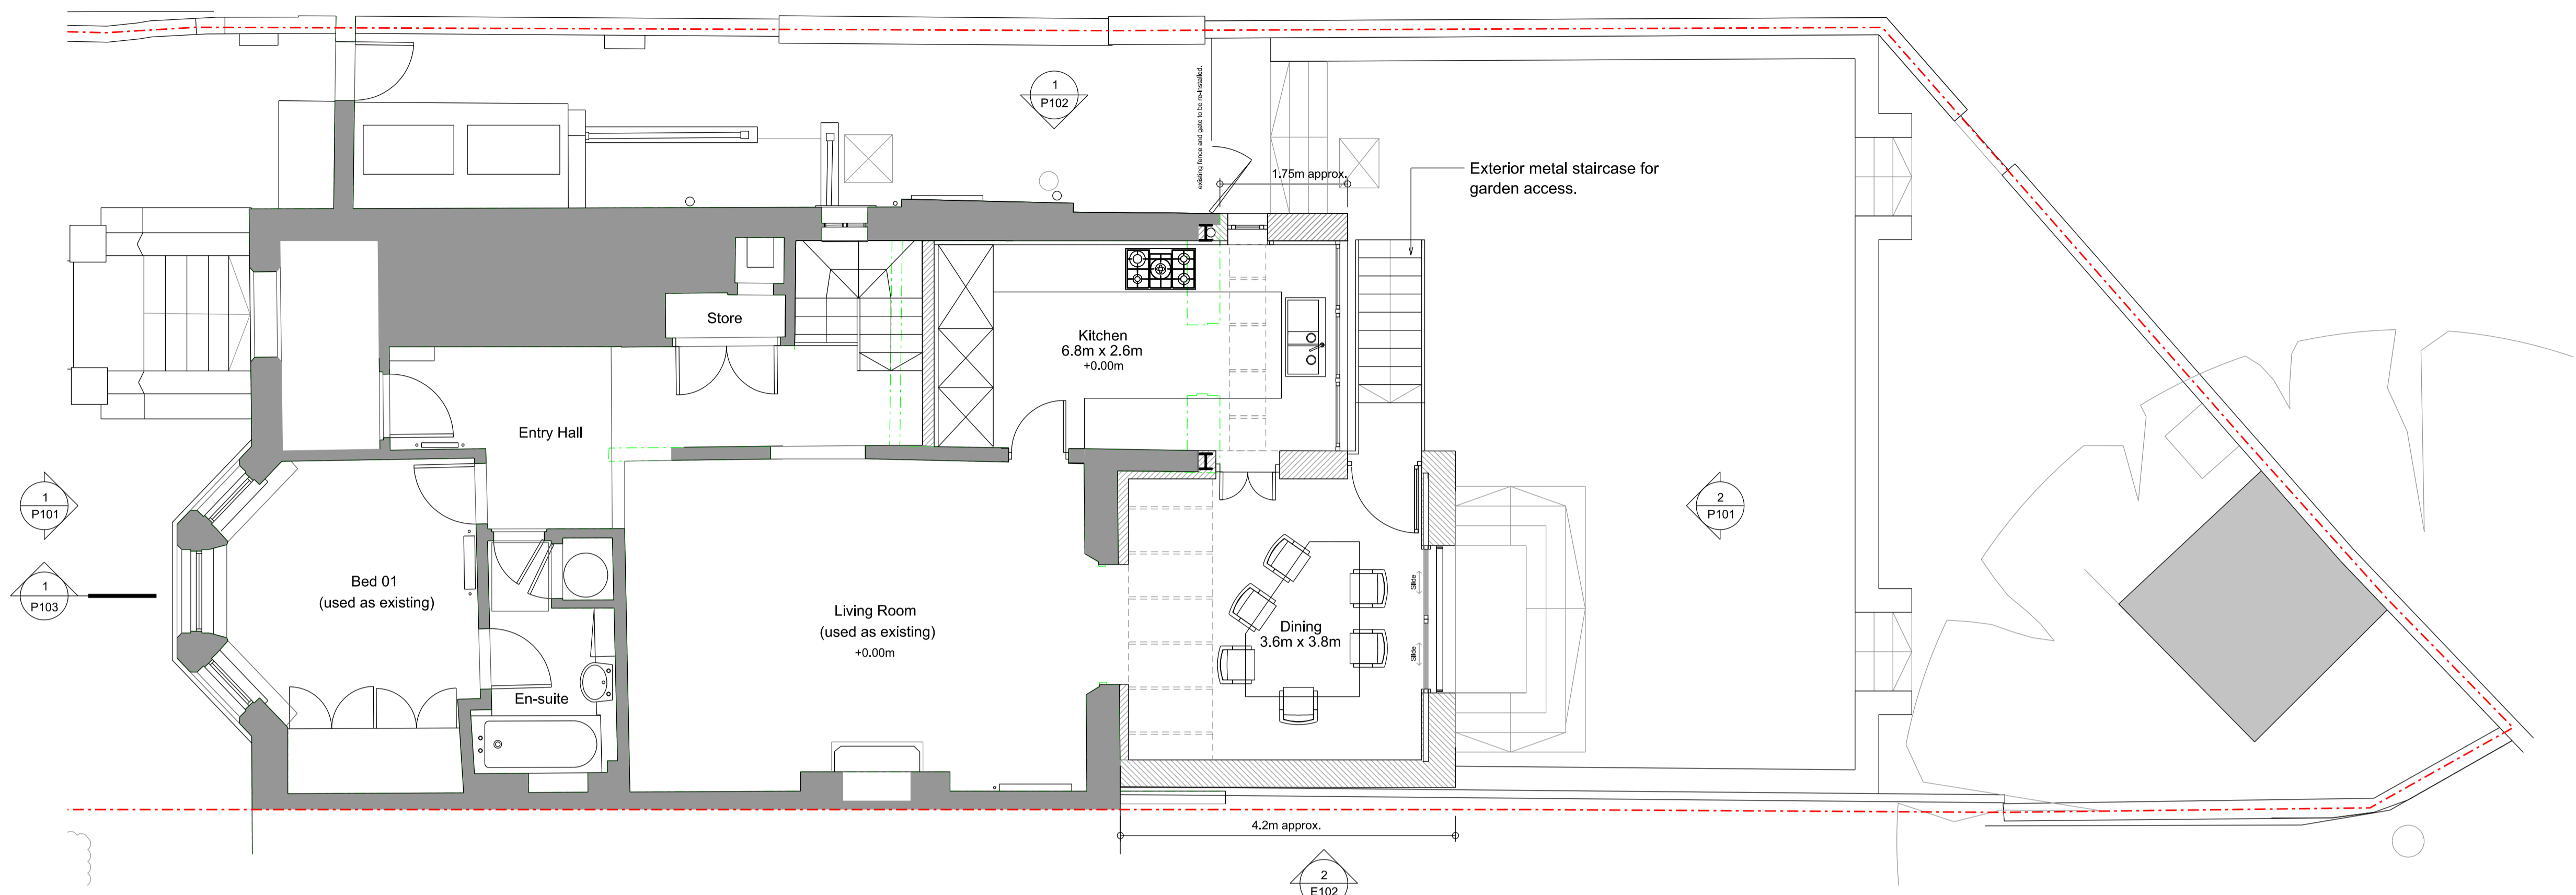 1
P102
existing fence and gate to be re-installed.
1.75m approx.
Exterior metal staircase for
garden access.
Store
Kitchen
6.8m x 2.6m
+0.00m
Entry Hall
1
P101
2
P101
1
P103
Bed 01
(used as existing)
Living Room
(used as existing)
+0.00m
Dining
3.6m x 3.8m
Slide
Slide
En-suite
4.2m approx.
2
E102